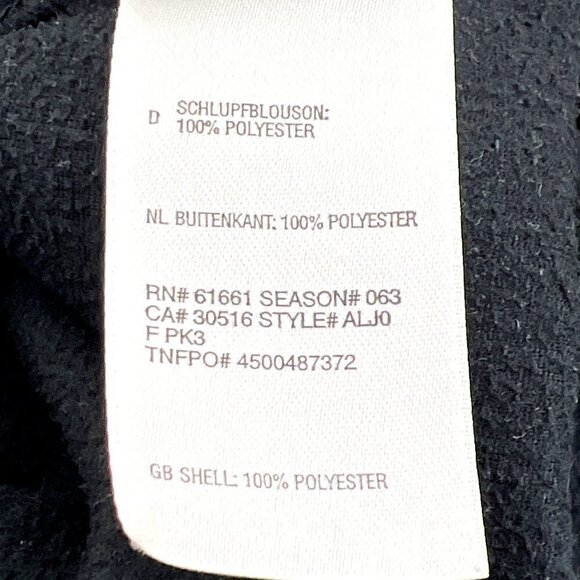 D SCHLUPFBLOUSON:
100% POLYESTER
NL BUITENKANT: 100% POLYESTER
RN# 61661 SEASON# 063
CA# 30516 STYLE# ALJ0
F PK3
TNFPO# 4500487372
GB SHELL: 100% POLYESTER